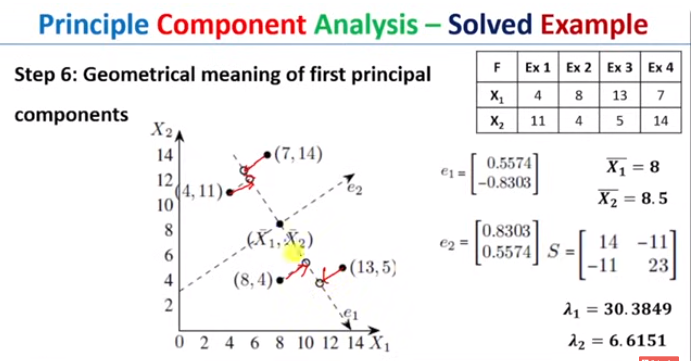 Principle Component Analysis – Solved Example
Step 6: Geometrical meaning of first principal
components
F Ex 1 Ex 2 Ex 3 Ex 4
X₁ 4 8 13 7
X₂ 11 4 5 14
X₂
14
12
10
8
6
4
2
0 2 4 6 8 10 12 14 X₁
(7, 14)
(4, 11)
e₂
(X̄₁, X̄₂)
(8, 4)
(13, 5)
e₁
e₁ = [ 0.5574
−0.8303 ]
X̄₁ = 8
X̄₂ = 8.5
e₂ = [ 0.8303
0.5574 ]
S = [ 14 −11
−11 23 ]
λ₁ = 30.3849
λ₂ = 6.6151